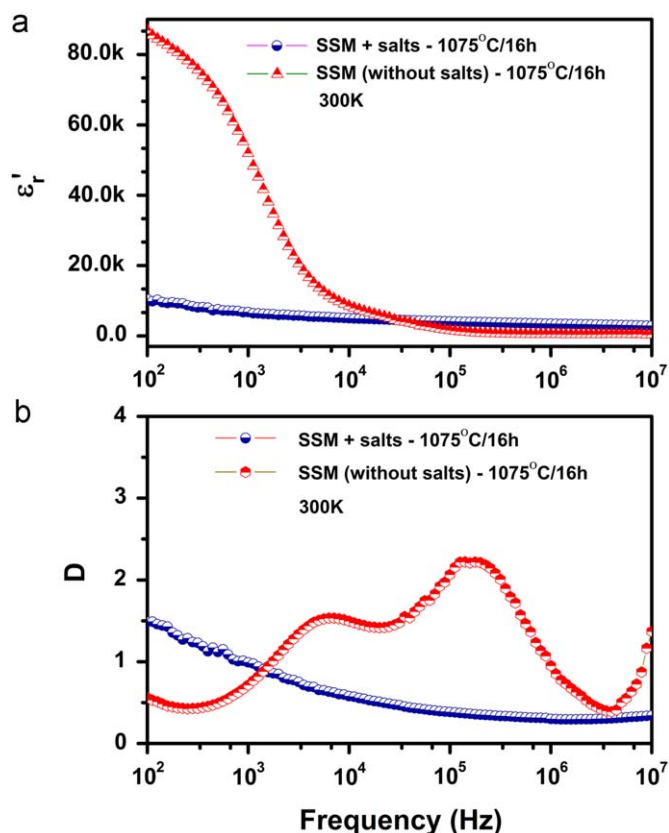 a
80.0k
60.0k
40.0k
20.0k
0.0
εr'
SSM + salts - 1075°C/16h
SSM (without salts) - 1075°C/16h
300K
10² 10³ 10⁴ 10⁵ 10⁶ 10⁷
b
4
3
2
1
0
D
SSM + salts - 1075°C/16h
SSM (without salts) - 1075°C/16h
300K
10² 10³ 10⁴ 10⁵ 10⁶ 10⁷
Frequency (Hz)